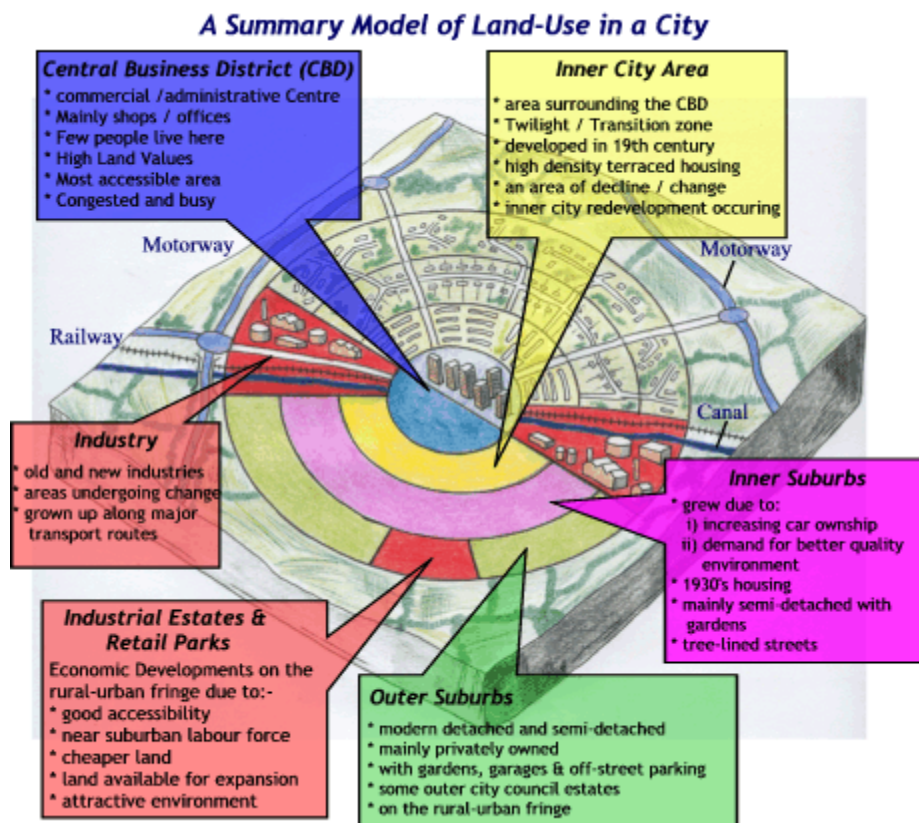 A Summary Model of Land-Use in a City
Central Business District (CBD)
* commercial /administrative Centre
* Mainly shops / offices
* Few people live here
* High Land Values
* Most accessible area
* Congested and busy
Inner City Area
* area surrounding the CBD
* Twilight / Transition zone
* developed in 19th century
* high density terraced housing
* an area of decline / change
* inner city redevelopment occuring
Motorway
Motorway
Railway
Canal
Industry
* old and new industries
* areas undergoing change
* grown up along major
transport routes
Inner Suburbs
* grew due to:
i) increasing car ownship
ii) demand for better quality
environment
* 1930's housing
* mainly semi-detached with
gardens
* tree-lined streets
Industrial Estates &
Retail Parks
Economic Developments on the
rural-urban fringe due to:-
* good accessibility
* near suburban labour force
* cheaper land
* land available for expansion
* attractive environment
Outer Suburbs
* modern detached and semi-detached
* mainly privately owned
* with gardens, garages & off-street parking
* some outer city council estates
* on the rural-urban fringe